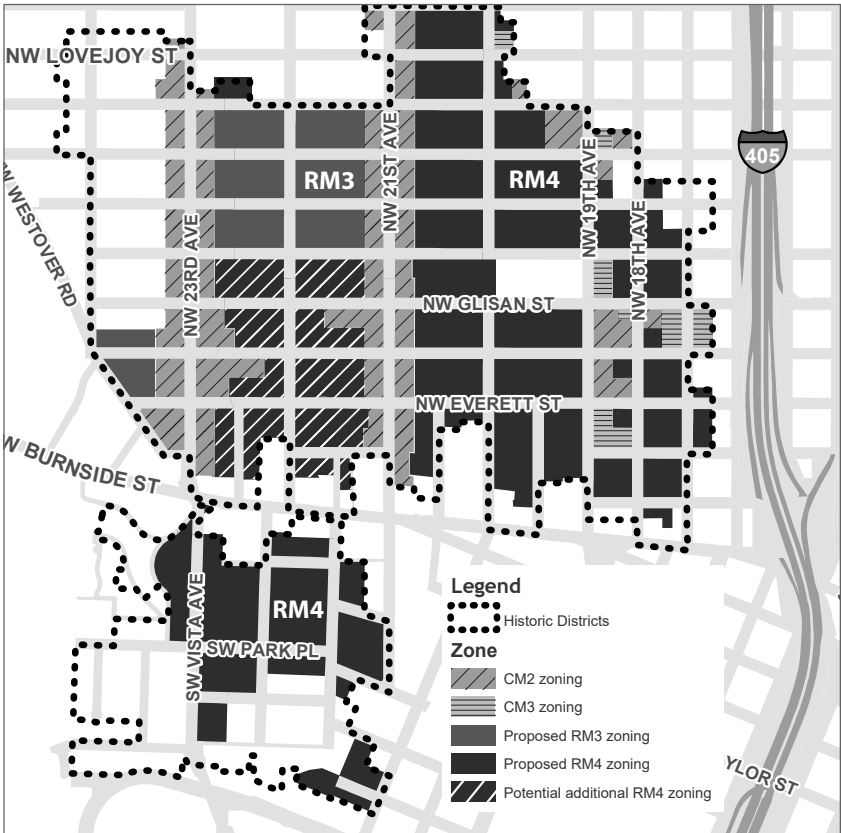 NW LOVEJOY ST
405
NW 21ST AVE
NW 19TH AVE
RM3
RM4
W WESTOVER RD
NW 23RD AVE
NW 18TH AVE
NW GLISAN ST
NW EVERETT ST
W BURNSIDE ST
RM4
SW VISTA AVE
SW PARK PL
AYLOR ST
Legend
Historic Districts
Zone
CM2 zoning
CM3 zoning
Proposed RM3 zoning
Proposed RM4 zoning
Potential additional RM4 zoning